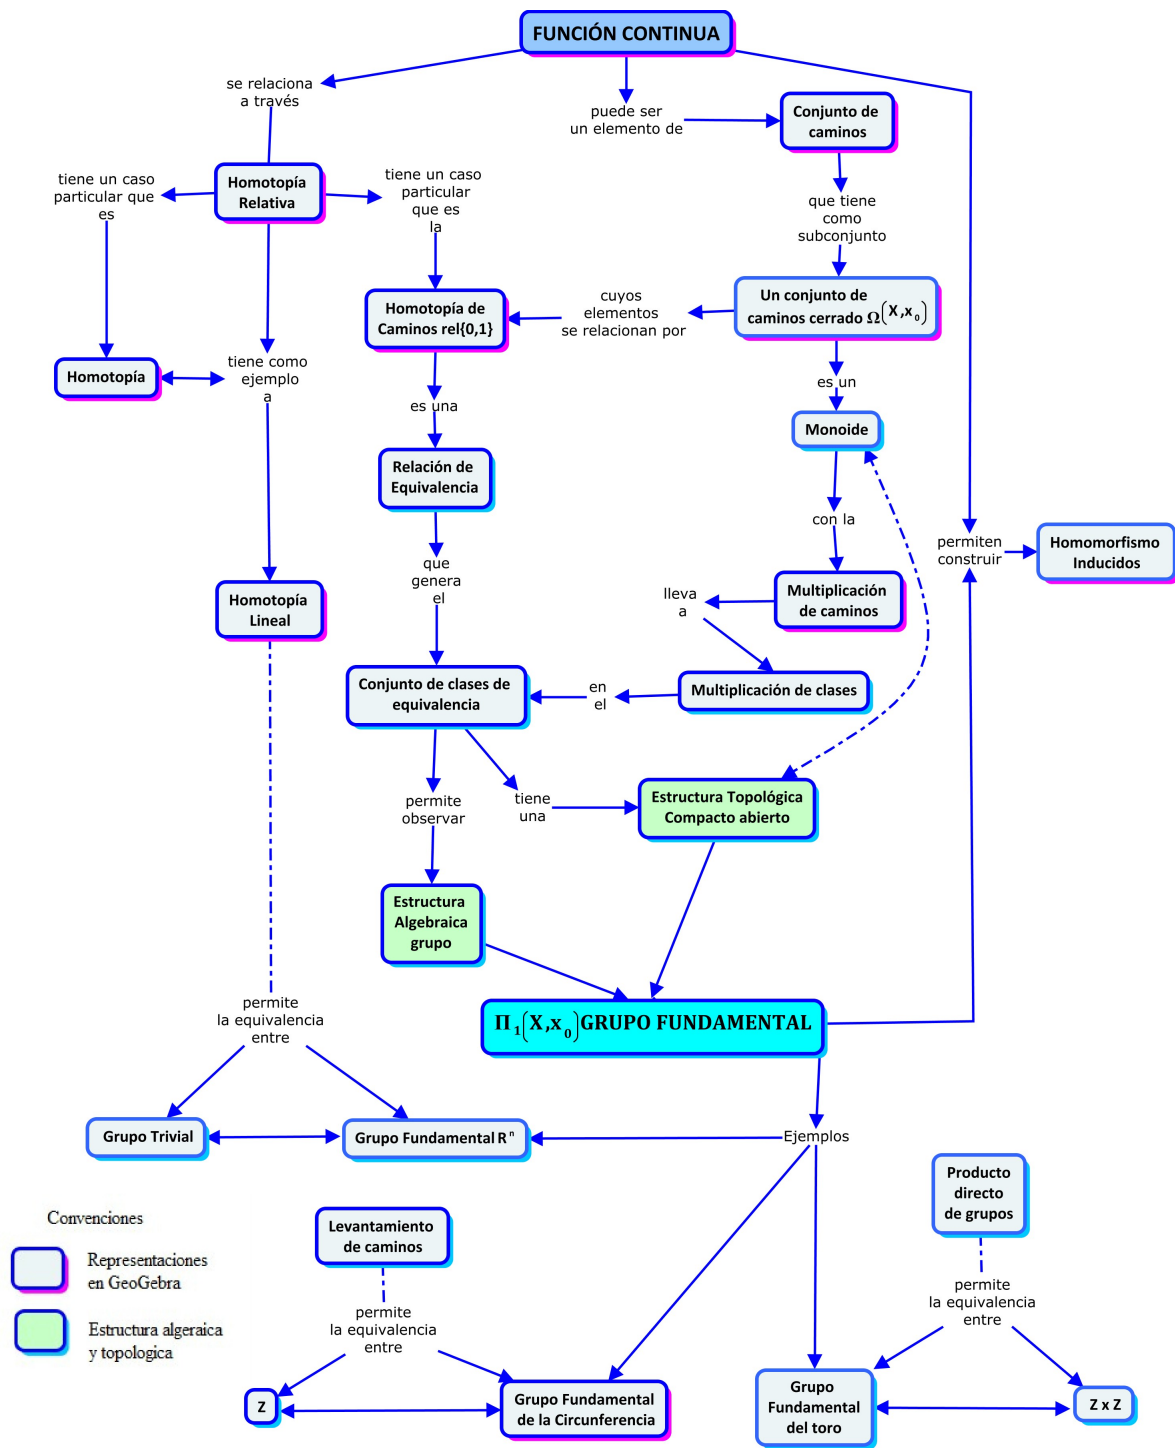 FUNCIÓN CONTINUA
se relaciona
a través
puede ser
un elemento de
Conjunto de
caminos
tiene un caso
particular que
es
Homotopía
Relativa
tiene un caso
particular
que es
la
que tiene
como
subconjunto
Homotopía de
Caminos rel{0,1}
cuyos
elementos
se relacionan por
Un conjunto de
caminos cerrado Ω(X,x₀)
Homotopía
tiene como
ejemplo
a
es una
es un
Monoide
Relación de
Equivalencia
con la
permiten
construir
Homomorfismo
Inducidos
que
genera
el
Homotopía
Lineal
lleva
a
Multiplicación
de caminos
Conjunto de clases de
equivalencia
en
el
Multiplicación de clases
permite
observar
tiene
una
Estructura Topológica
Compacto abierto
Estructura
Algebraica
grupo
permite
la equivalencia
entre
Π₁(X,x₀)GRUPO FUNDAMENTAL
Grupo Trivial
Grupo Fundamental Rⁿ
Ejemplos
Convenciones
Representaciones
en GeoGebra
Estructura algeraica
y topologica
Levantamiento
de caminos
permite
la equivalencia
entre
Producto
directo
de grupos
permite
la equivalencia
entre
Z
Grupo Fundamental
de la Circunferencia
Grupo
Fundamental
del toro
Z x Z